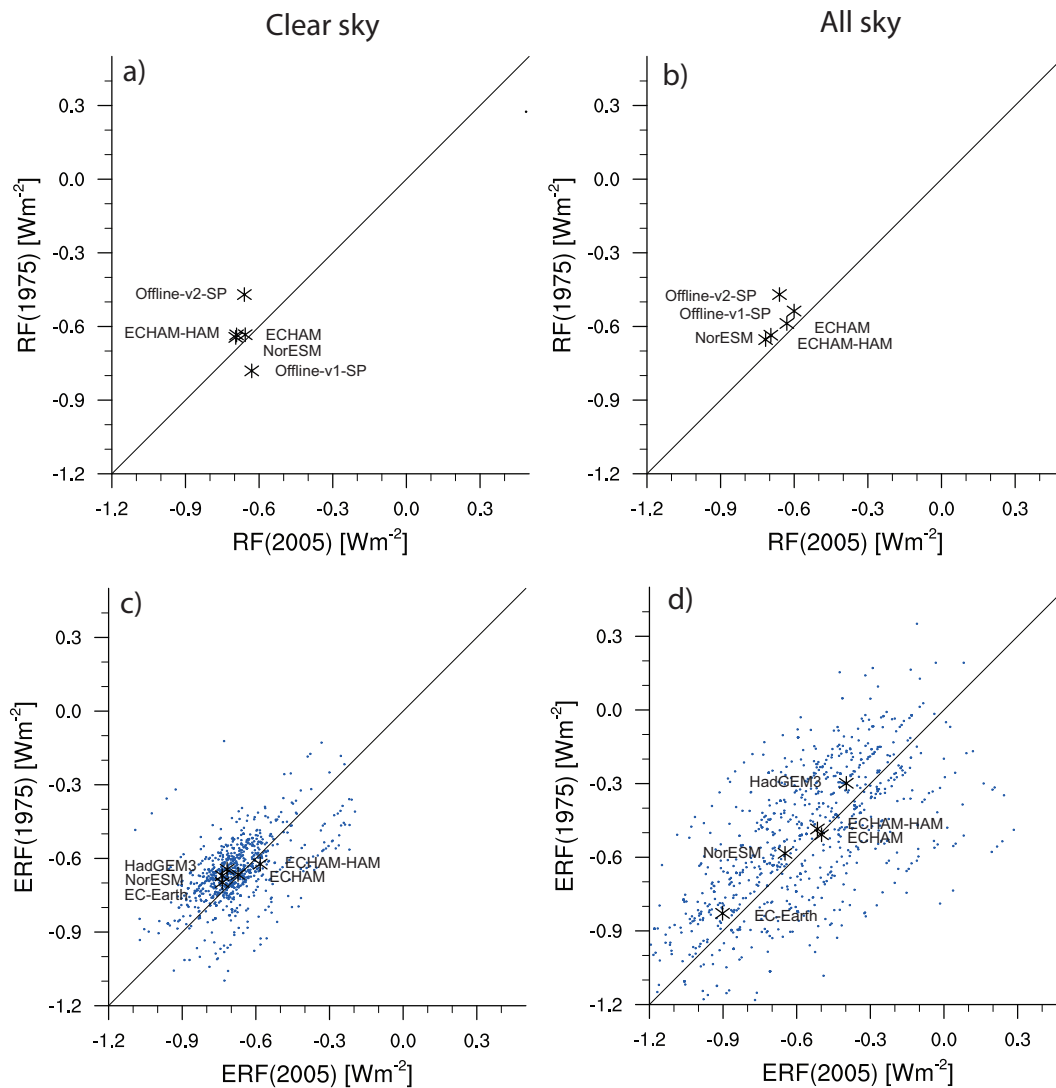 Clear sky
All sky
a)
0.3
0.0
-0.3
-0.6
-0.9
-1.2
RF(1975) [Wm-2]
Offline-v2-SP
ECHAM-HAM
ECHAM
NorESM
Offline-v1-SP
-1.2 -0.9 -0.6 -0.3 0.0 0.3
RF(2005) [Wm-2]
b)
0.3
0.0
-0.3
-0.6
-0.9
-1.2
RF(1975) [Wm-2]
Offline-v2-SP
Offline-v1-SP
ECHAM
NorESM
ECHAM-HAM
-1.2 -0.9 -0.6 -0.3 0.0 0.3
RF(2005) [Wm-2]
c)
0.3
0.0
-0.3
-0.6
-0.9
-1.2
ERF(1975) [Wm-2]
HadGEM3
ECHAM-HAM
NorESM
ECHAM
EC-Earth
-1.2 -0.9 -0.6 -0.3 0.0 0.3
ERF(2005) [Wm-2]
d)
0.3
0.0
-0.3
-0.6
-0.9
-1.2
ERF(1975) [Wm-2]
HadGEM3
ECHAM-HAM
ECHAM
NorESM
EC-Earth
-1.2 -0.9 -0.6 -0.3 0.0 0.3
ERF(2005) [Wm-2]